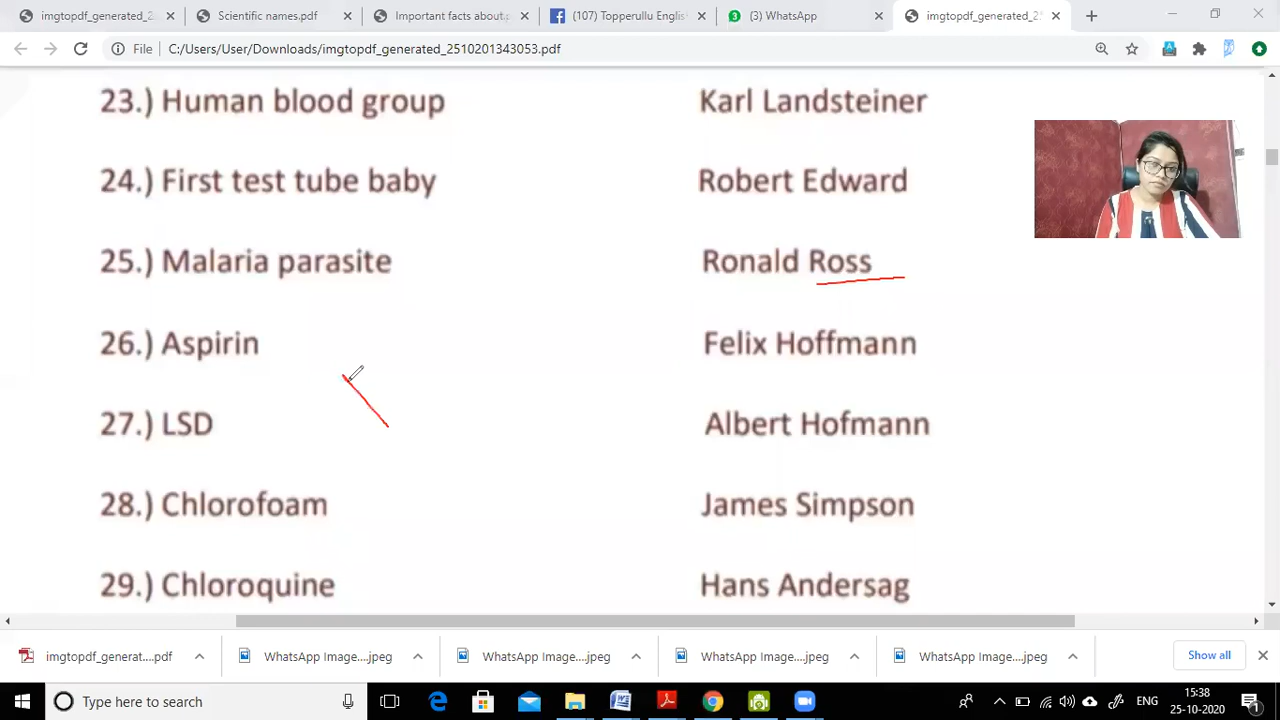 imgtopdf_generated_2
Scientific names.pdf
Important facts about.p
(107) Topperullu English
3
WhatsApp
imgtopdf_generated_25
File
C:/Users/User/Downloads/imgtopdf_generated_2510201343053.pdf
23.) Human blood group Karl Landsteiner
24.) First test tube baby Robert Edward
25.) Malaria parasite Ronald Ross
26.) Aspirin Felix Hoffmann
27.) LSD Albert Hofmann
28.) Chlorofoam James Simpson
29.) Chloroquine Hans Andersag
imgtopdf_generat....pdf
WhatsApp Image....jpeg
WhatsApp Image....jpeg
WhatsApp Image....jpeg
WhatsApp Image....jpeg
Show all
Type here to search
ENG
15:38
25-10-2020
1